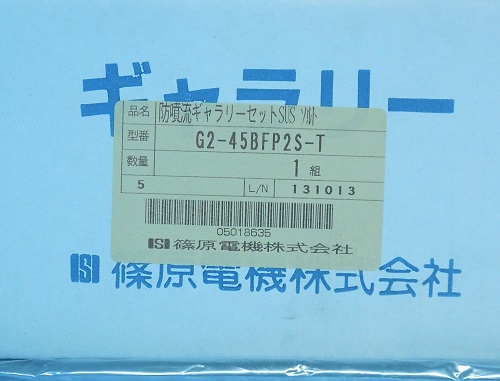 ギャラリー
品名 防噴流ギャラリーセットSUS ソルト
型番 G2-45BFP2S-T
数量 1 組
5 L/N 131013
05018635
篠原電機株式会社
篠原電機株式会社